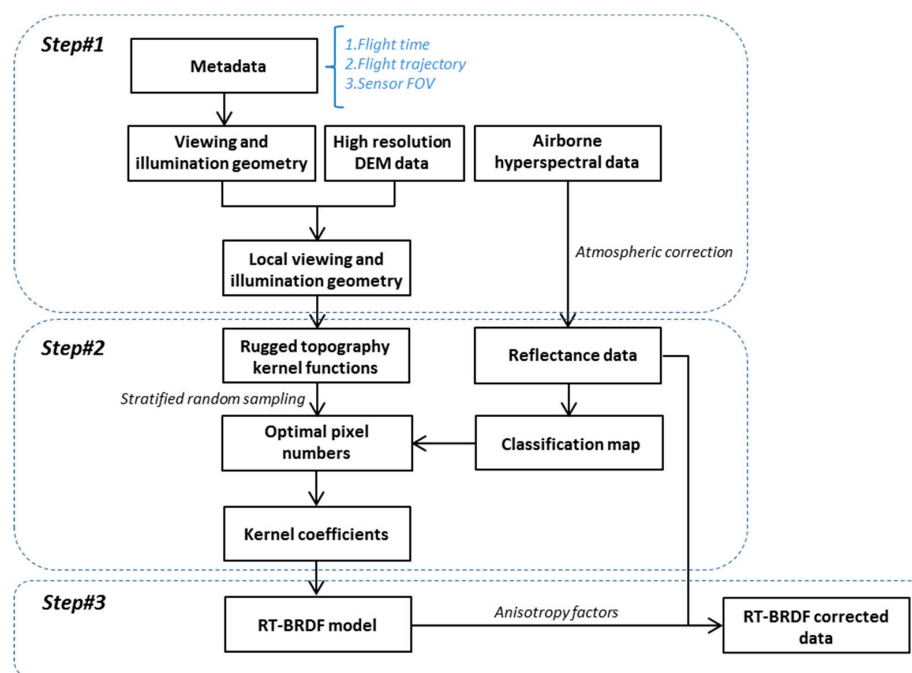 Step#1
Metadata
1.Flight time
2.Flight trajectory
3.Sensor FOV
Viewing and
illumination geometry
High resolution
DEM data
Airborne
hyperspectral data
Local viewing and
illumination geometry
Atmospheric correction
Step#2
Rugged topography
kernel functions
Reflectance data
Stratified random sampling
Optimal pixel
numbers
Classification map
Kernel coefficients
Step#3
RT-BRDF model
Anisotropy factors
RT-BRDF corrected
data